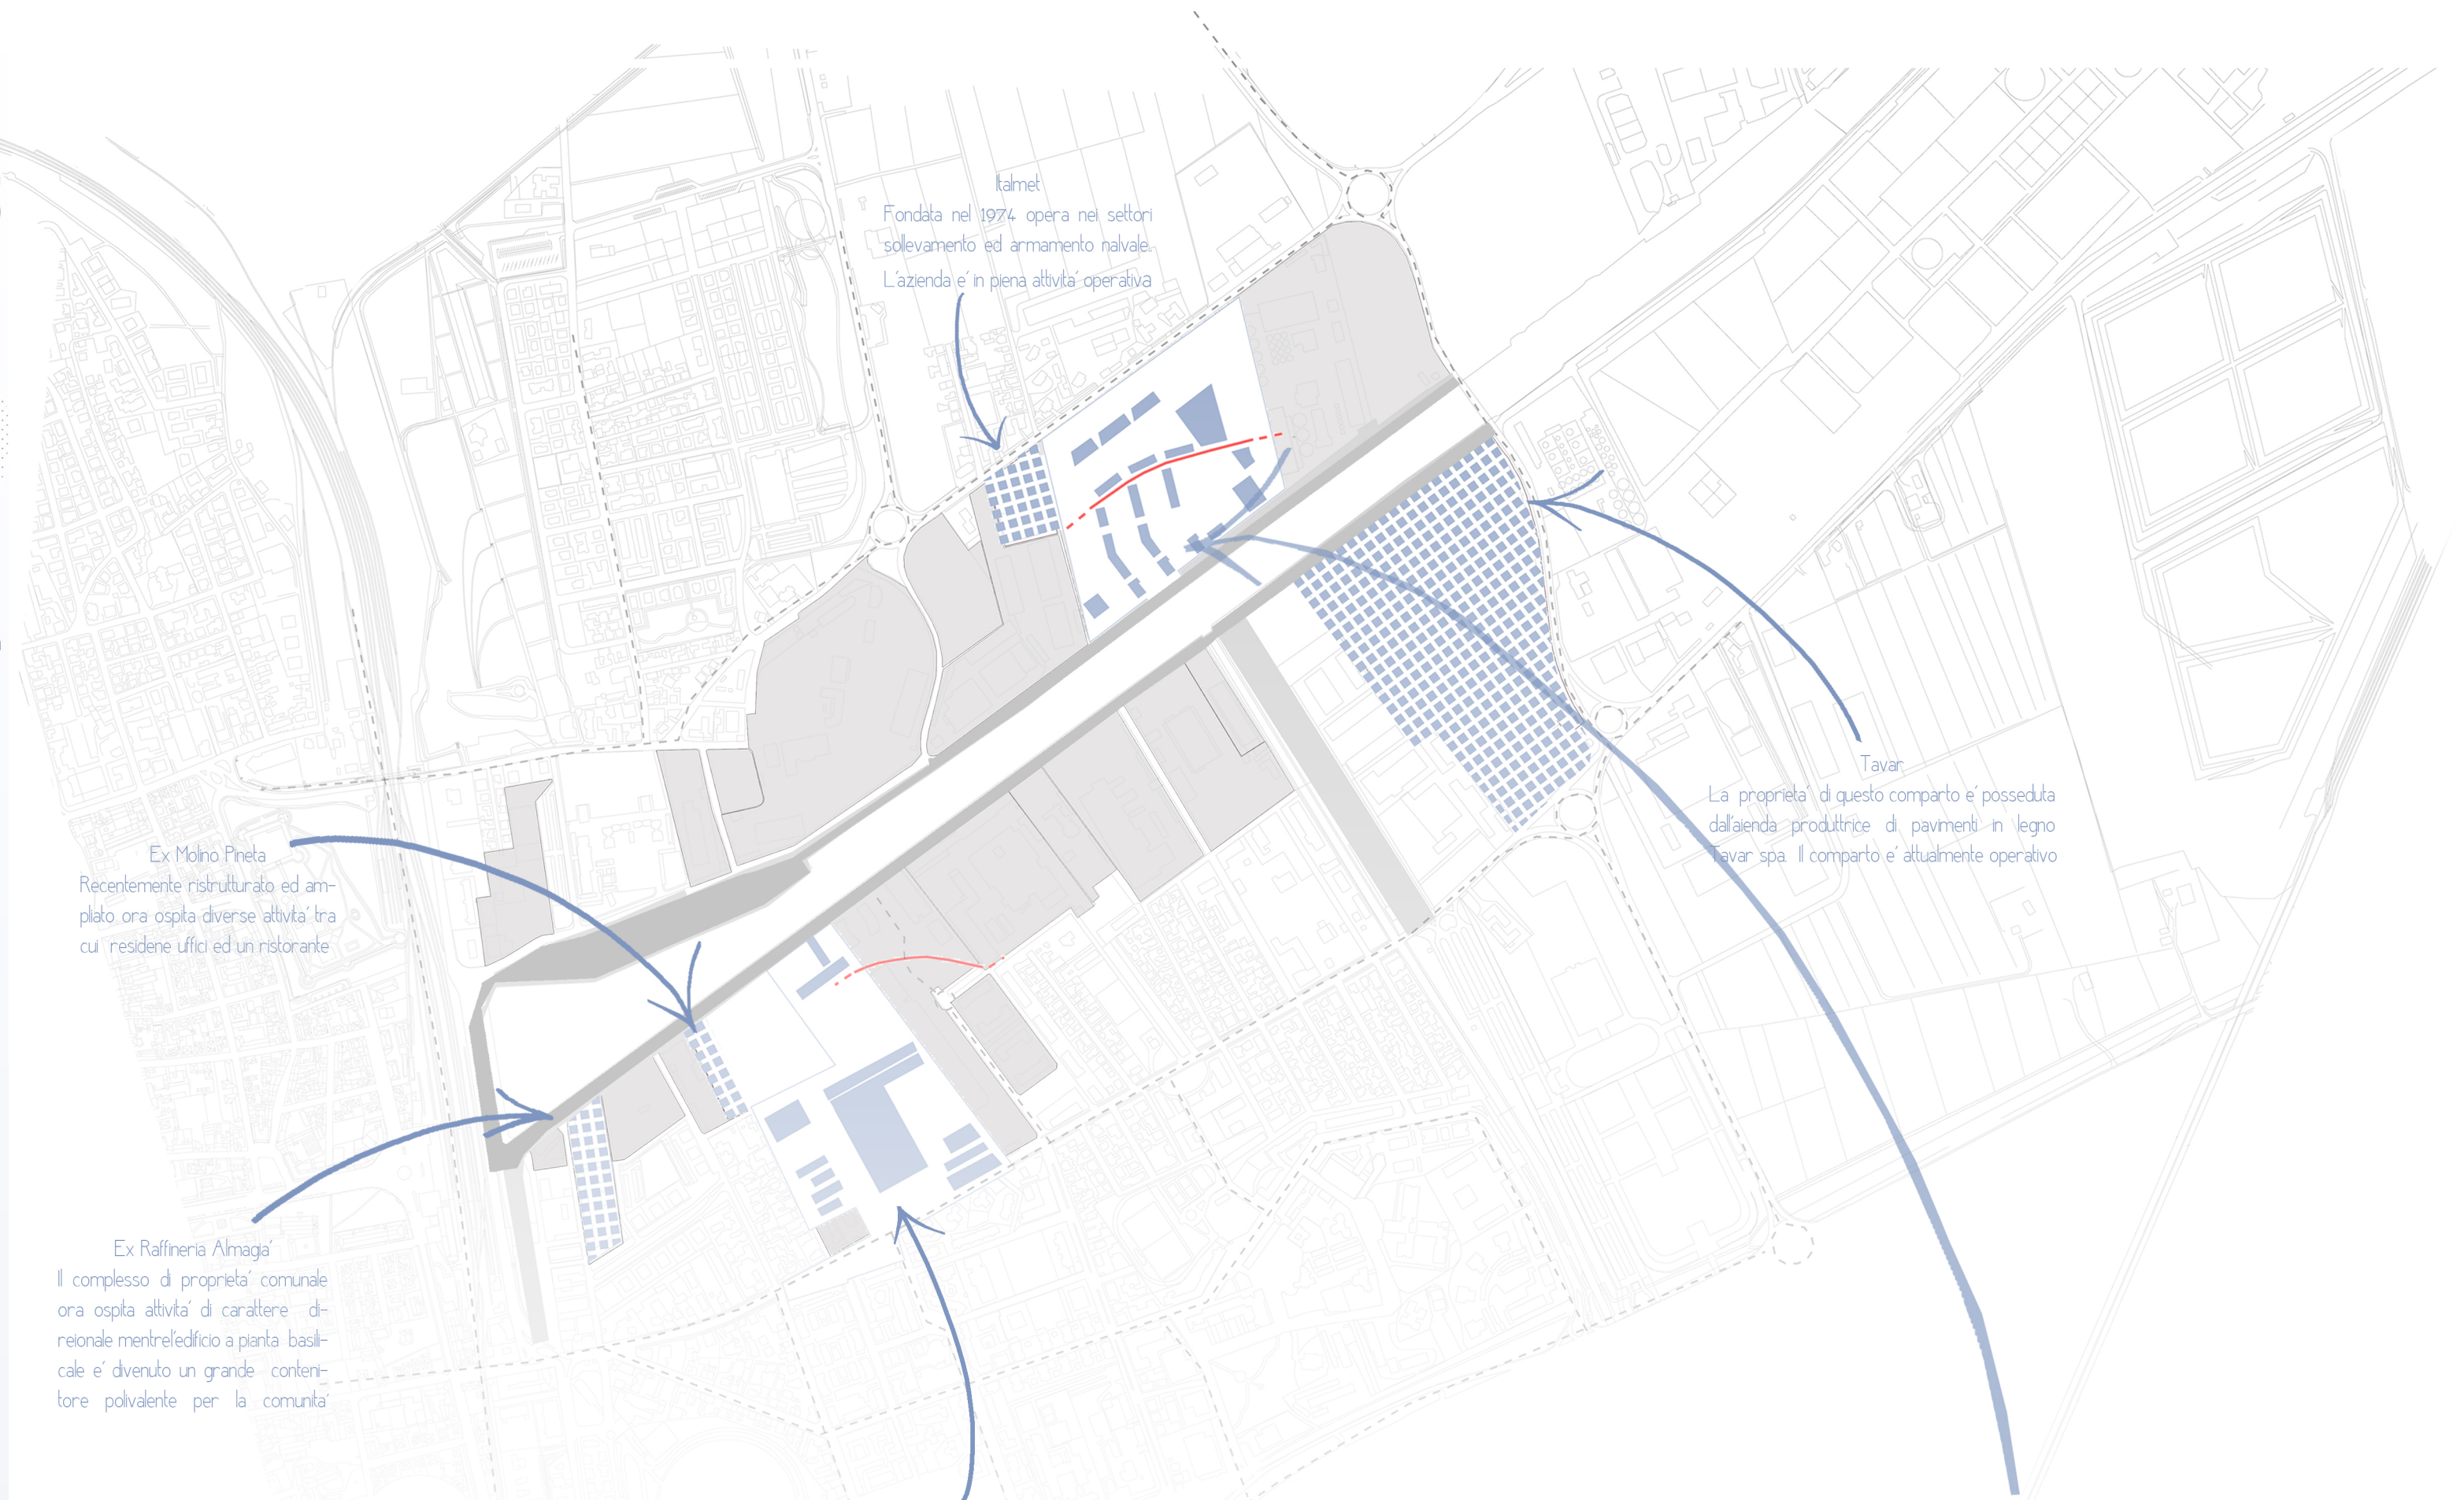 Italmet
Fondata nel 1974 opera nei settori
sollevamento ed armamento nalvale.
L'azienda e' in piena attivita' operativa
Tavar
La proprieta' di questo comparto e' posseduta
dall'aienda produttrice di pavimenti in legno
Tavar spa. Il comparto e' attualmente operativo
Ex Molino Pineta
Recentemente ristrutturato ed am-
pliato ora ospita diverse attivita' tra
cui residene uffici ed un ristorante
Ex Raffineria Almagia'
Il complesso di proprieta' comunale
ora ospita attivita' di carattere di-
reionale mentrel'edificio a pianta basili-
cale e' divenuto un grande conteni-
tore polivalente per la comunita'